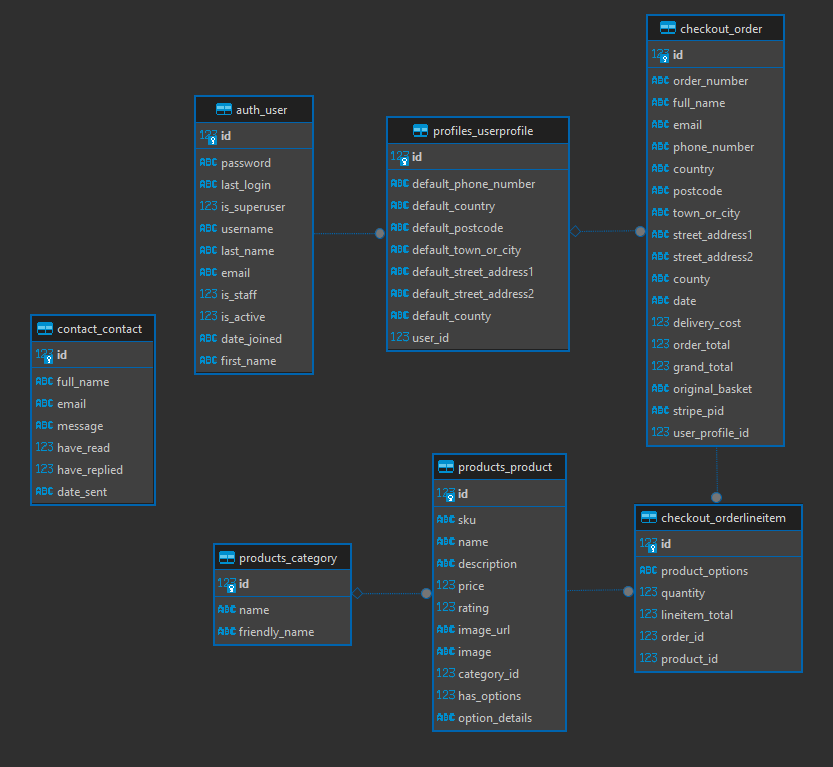 checkout_order
123 id
ABC order_number
ABC full_name
ABC email
ABC phone_number
ABC country
ABC postcode
ABC town_or_city
ABC street_address1
ABC street_address2
ABC county
ABC date
123 delivery_cost
123 order_total
123 grand_total
ABC original_basket
ABC stripe_pid
123 user_profile_id
auth_user
123 id
ABC password
ABC last_login
123 is_superuser
ABC username
ABC last_name
ABC email
123 is_staff
123 is_active
ABC date_joined
ABC first_name
profiles_userprofile
123 id
ABC default_phone_number
ABC default_country
ABC default_postcode
ABC default_town_or_city
ABC default_street_address1
ABC default_street_address2
ABC default_county
123 user_id
contact_contact
123 id
ABC full_name
ABC email
ABC message
123 have_read
123 have_replied
ABC date_sent
products_product
123 id
ABC sku
ABC name
ABC description
123 price
123 rating
ABC image_url
ABC image
123 category_id
123 has_options
ABC option_details
checkout_orderlineitem
123 id
ABC product_options
123 quantity
123 lineitem_total
123 order_id
123 product_id
products_category
123 id
ABC name
ABC friendly_name